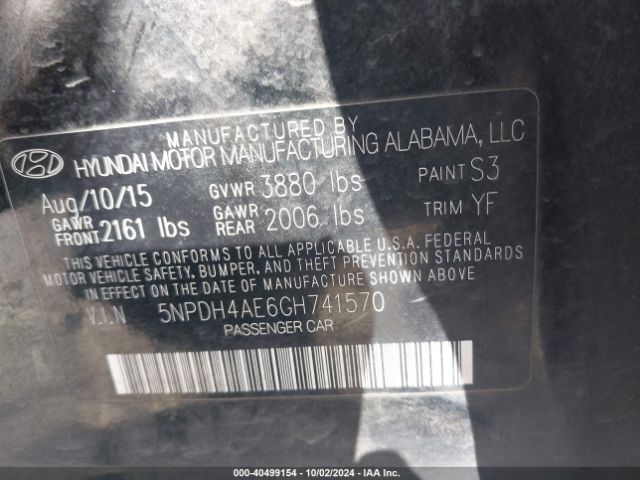 MANUFACTURED BY
HYUNDAI MOTOR MANUFACTURING ALABAMA, LLC
Aug/10/15 GVWR 3880 lbs PAINT S3
GAWR FRONT 2161 lbs GAWR REAR 2006 lbs TRIM YF
THIS VEHICLE CONFORMS TO ALL APPLICABLE U.S.A. FEDERAL
MOTOR VEHICLE SAFETY, BUMPER, AND THEFT PREVENTION STANDARDS
IN EFFECT ON THE DATE OF MANUFACTURE SHOWN ABOVE
V.I.N 5NPDH4AE6GH741570
PASSENGER CAR
000-40499154 - 10/02/2024 - IAA Inc.